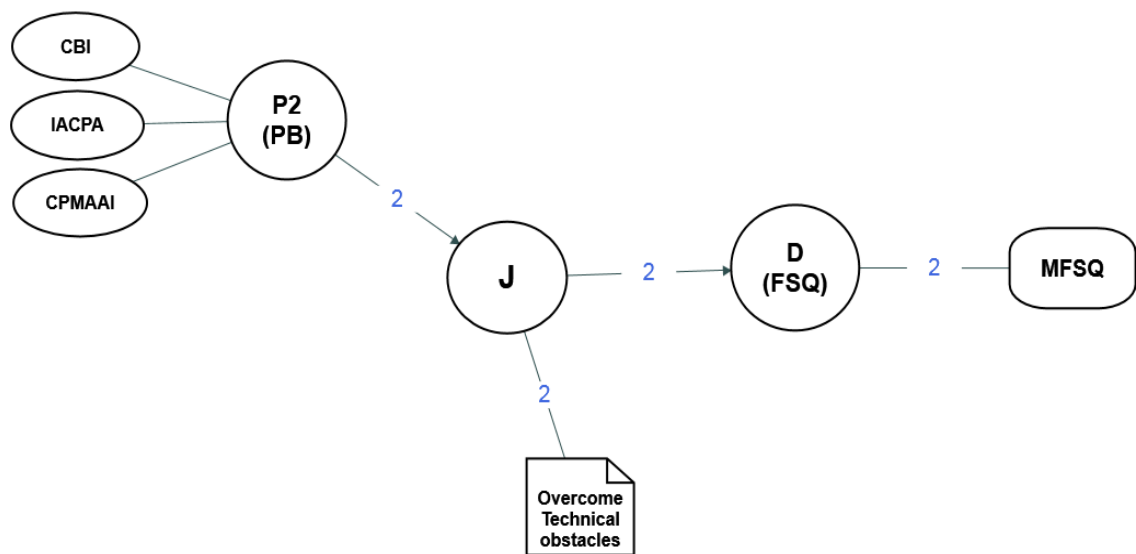 CBI
IACPA
CPMAAI
P2
(PB)
2
J
2
D
(FSQ)
2
MFSQ
2
Overcome
Technical
obstacles